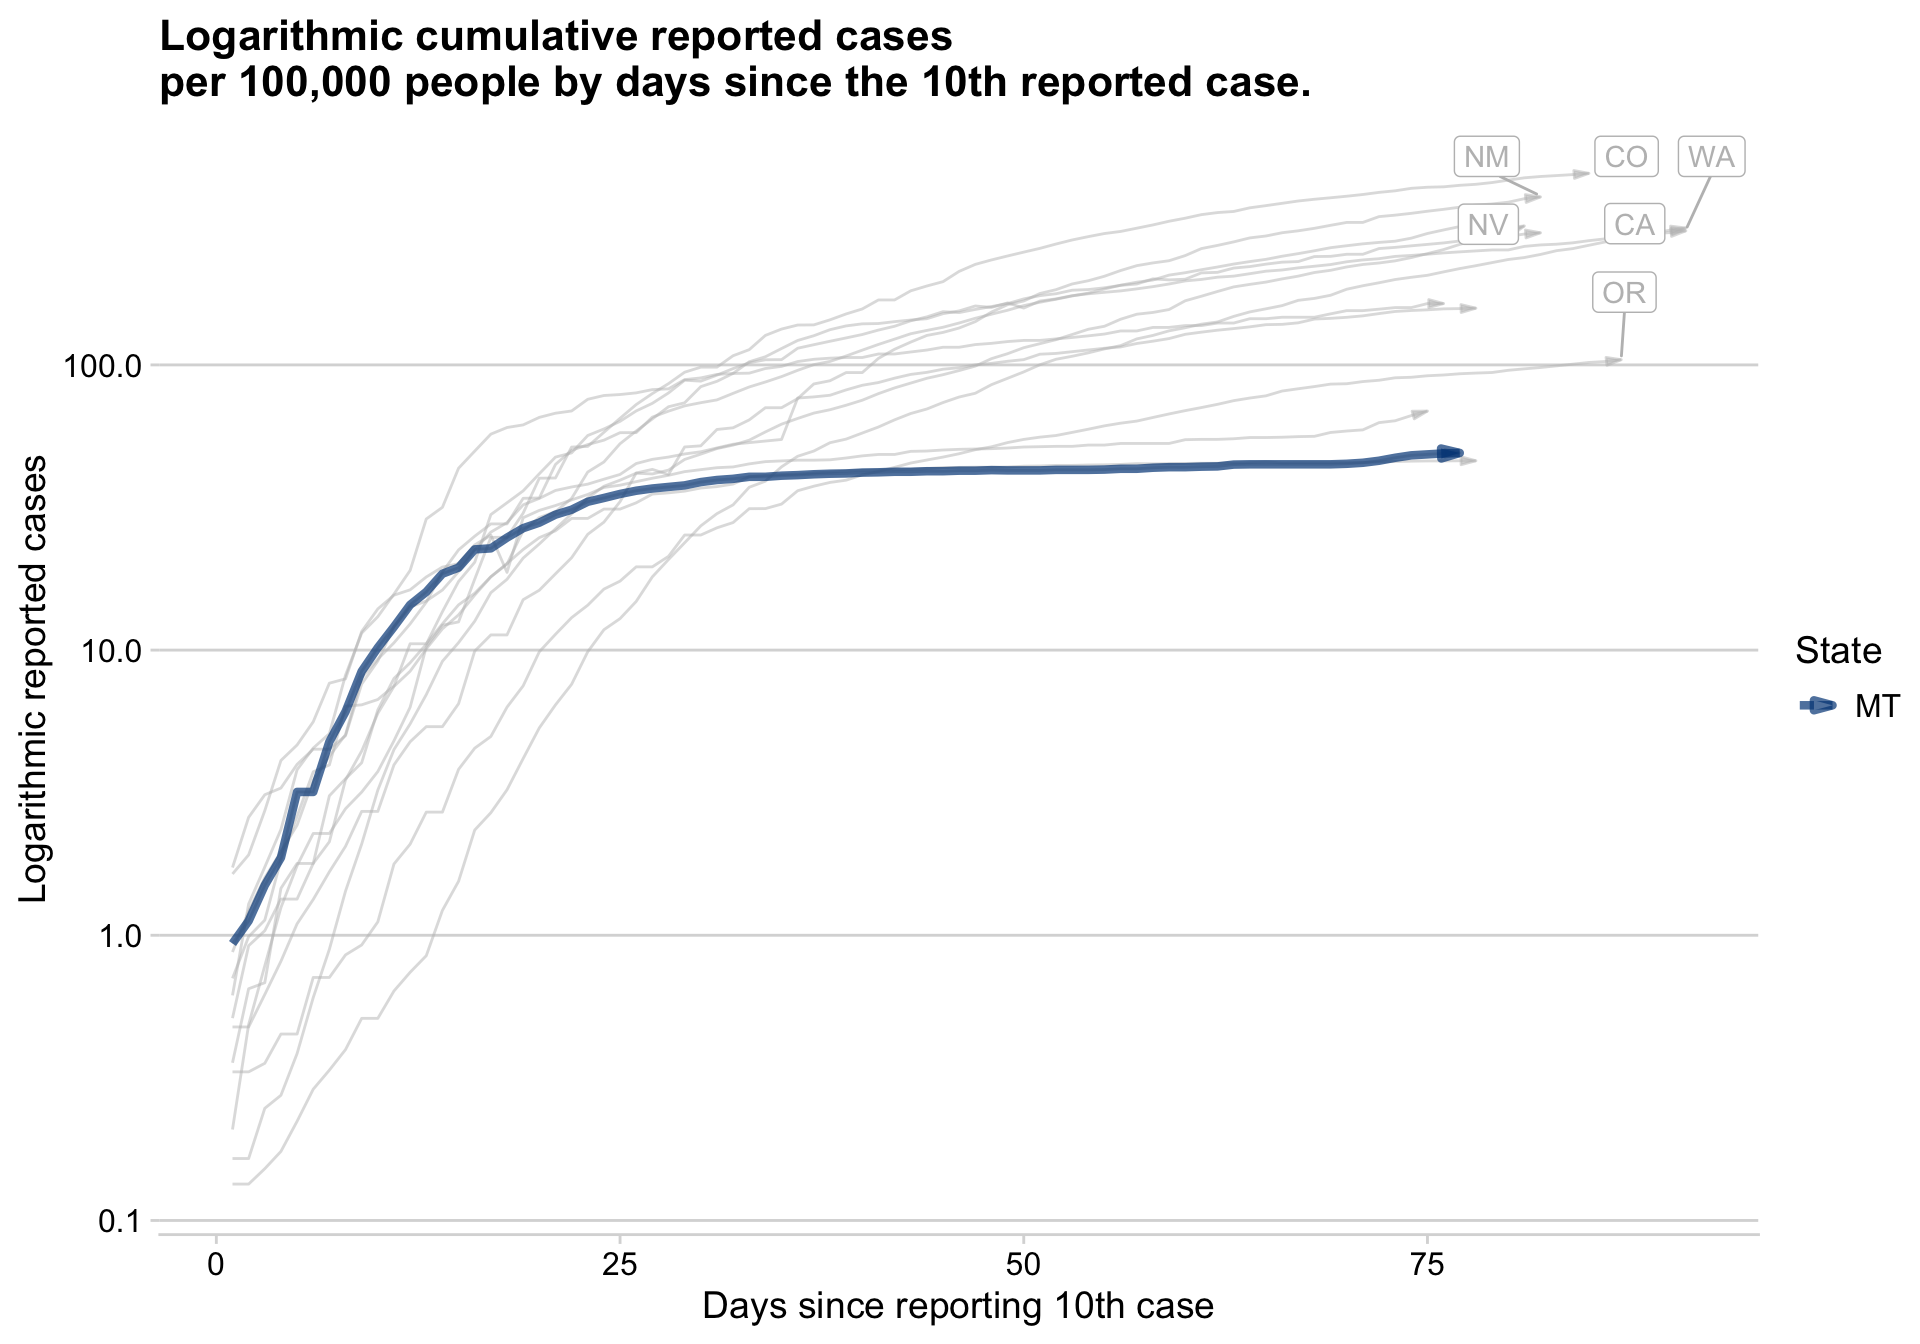 Logarithmic cumulative reported cases
per 100,000 people by days since the 10th reported case.
NM
CO
WA
NV
CA
OR
100.0
10.0
1.0
0.1
Logarithmic reported cases
0
25
50
75
Days since reporting 10th case
State
MT